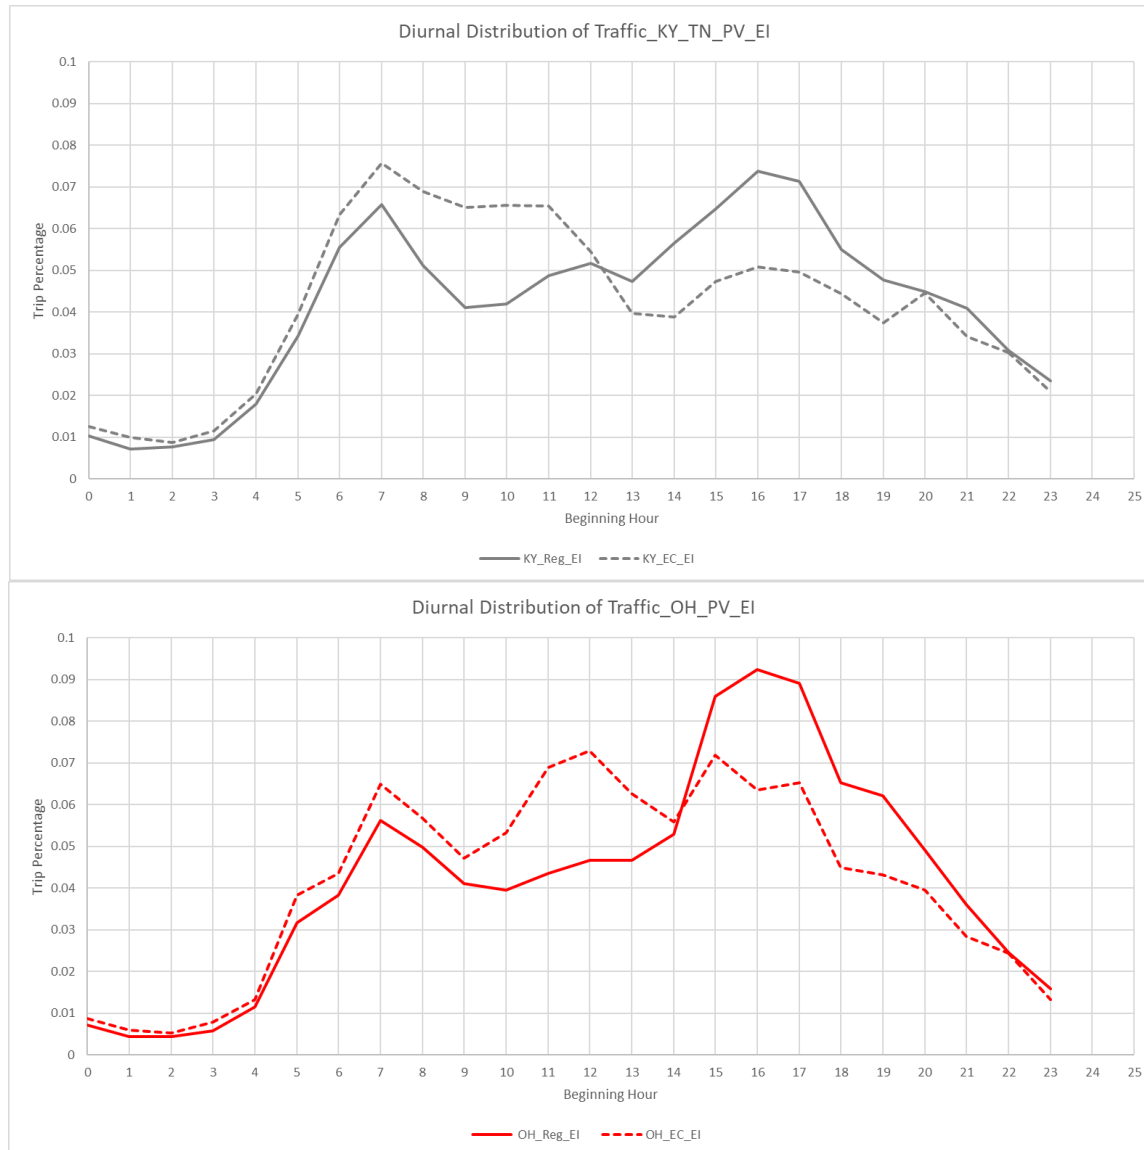 Diurnal Distribution of Traffic_KY_TN_PV_EI
0.1
0.09
0.08
0.07
0.06
0.05
0.04
0.03
0.02
0.01
0
Trip Percentage
0 1 2 3 4 5 6 7 8 9 10 11 12 13 14 15 16 17 18 19 20 21 22 23 24 25
Beginning Hour
KY_Reg_EI KY_EC_EI
Diurnal Distribution of Traffic_OH_PV_EI
0.1
0.09
0.08
0.07
0.06
0.05
0.04
0.03
0.02
0.01
0
Trip Percentage
0 1 2 3 4 5 6 7 8 9 10 11 12 13 14 15 16 17 18 19 20 21 22 23 24 25
Beginning Hour
OH_Reg_EI OH_EC_EI